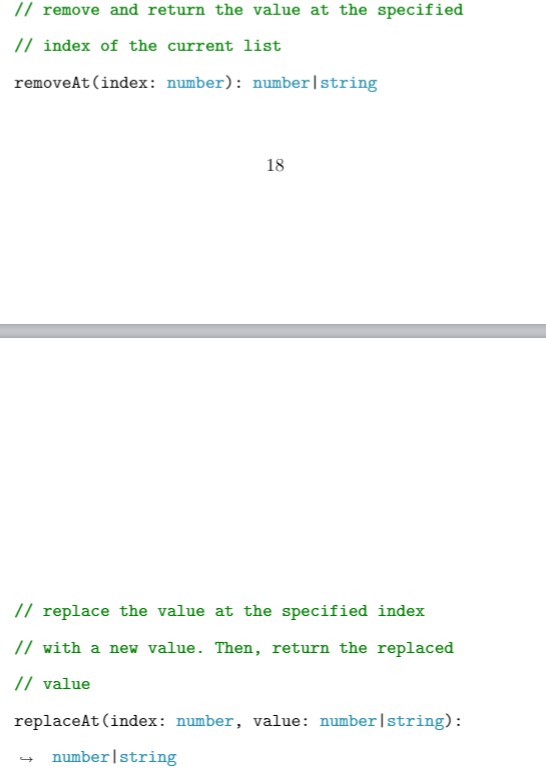 // remove and return the value at the specified
// index of the current list
removeAt(index: number): number|string
18
// replace the value at the specified index
// with a new value. Then, return the replaced
// value
replaceAt(index: number, value: number|string):
↪ number|string